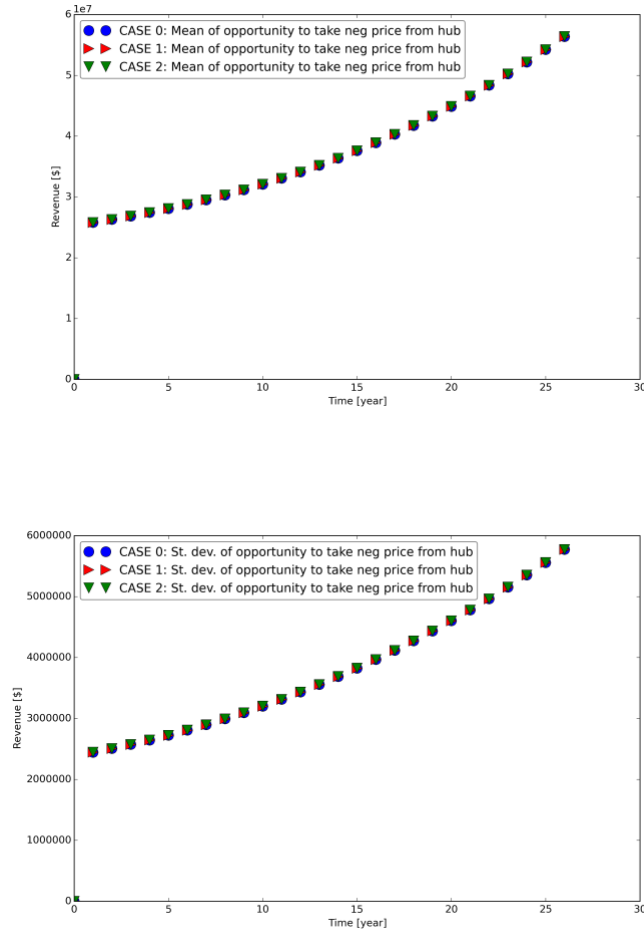 1e7
6
CASE 0: Mean of opportunity to take neg price from hub
CASE 1: Mean of opportunity to take neg price from hub
CASE 2: Mean of opportunity to take neg price from hub
5
4
3
2
1
0
Revenue [$]
0 5 10 15 20 25 30
Time [year]
6000000
CASE 0: St. dev. of opportunity to take neg price from hub
CASE 1: St. dev. of opportunity to take neg price from hub
CASE 2: St. dev. of opportunity to take neg price from hub
5000000
4000000
3000000
2000000
1000000
0
Revenue [$]
0 5 10 15 20 25 30
Time [year]